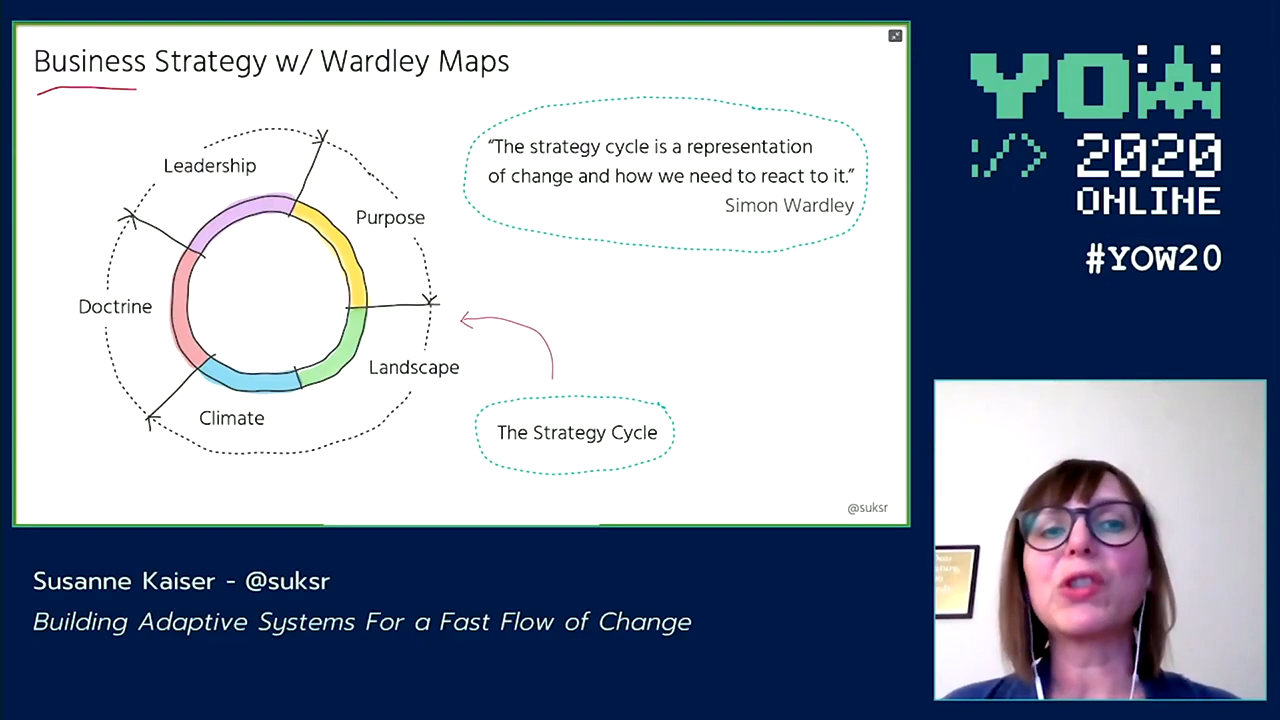 Business Strategy w/ Wardley Maps
Leadership
Purpose
Doctrine
Landscape
Climate
"The strategy cycle is a representation
of change and how we need to react to it."
Simon Wardley
The Strategy Cycle
@suksr
YOW
:/>
2020
ONLINE
#YOW20
Susanne Kaiser - @suksr
Building Adaptive Systems For a Fast Flow of Change